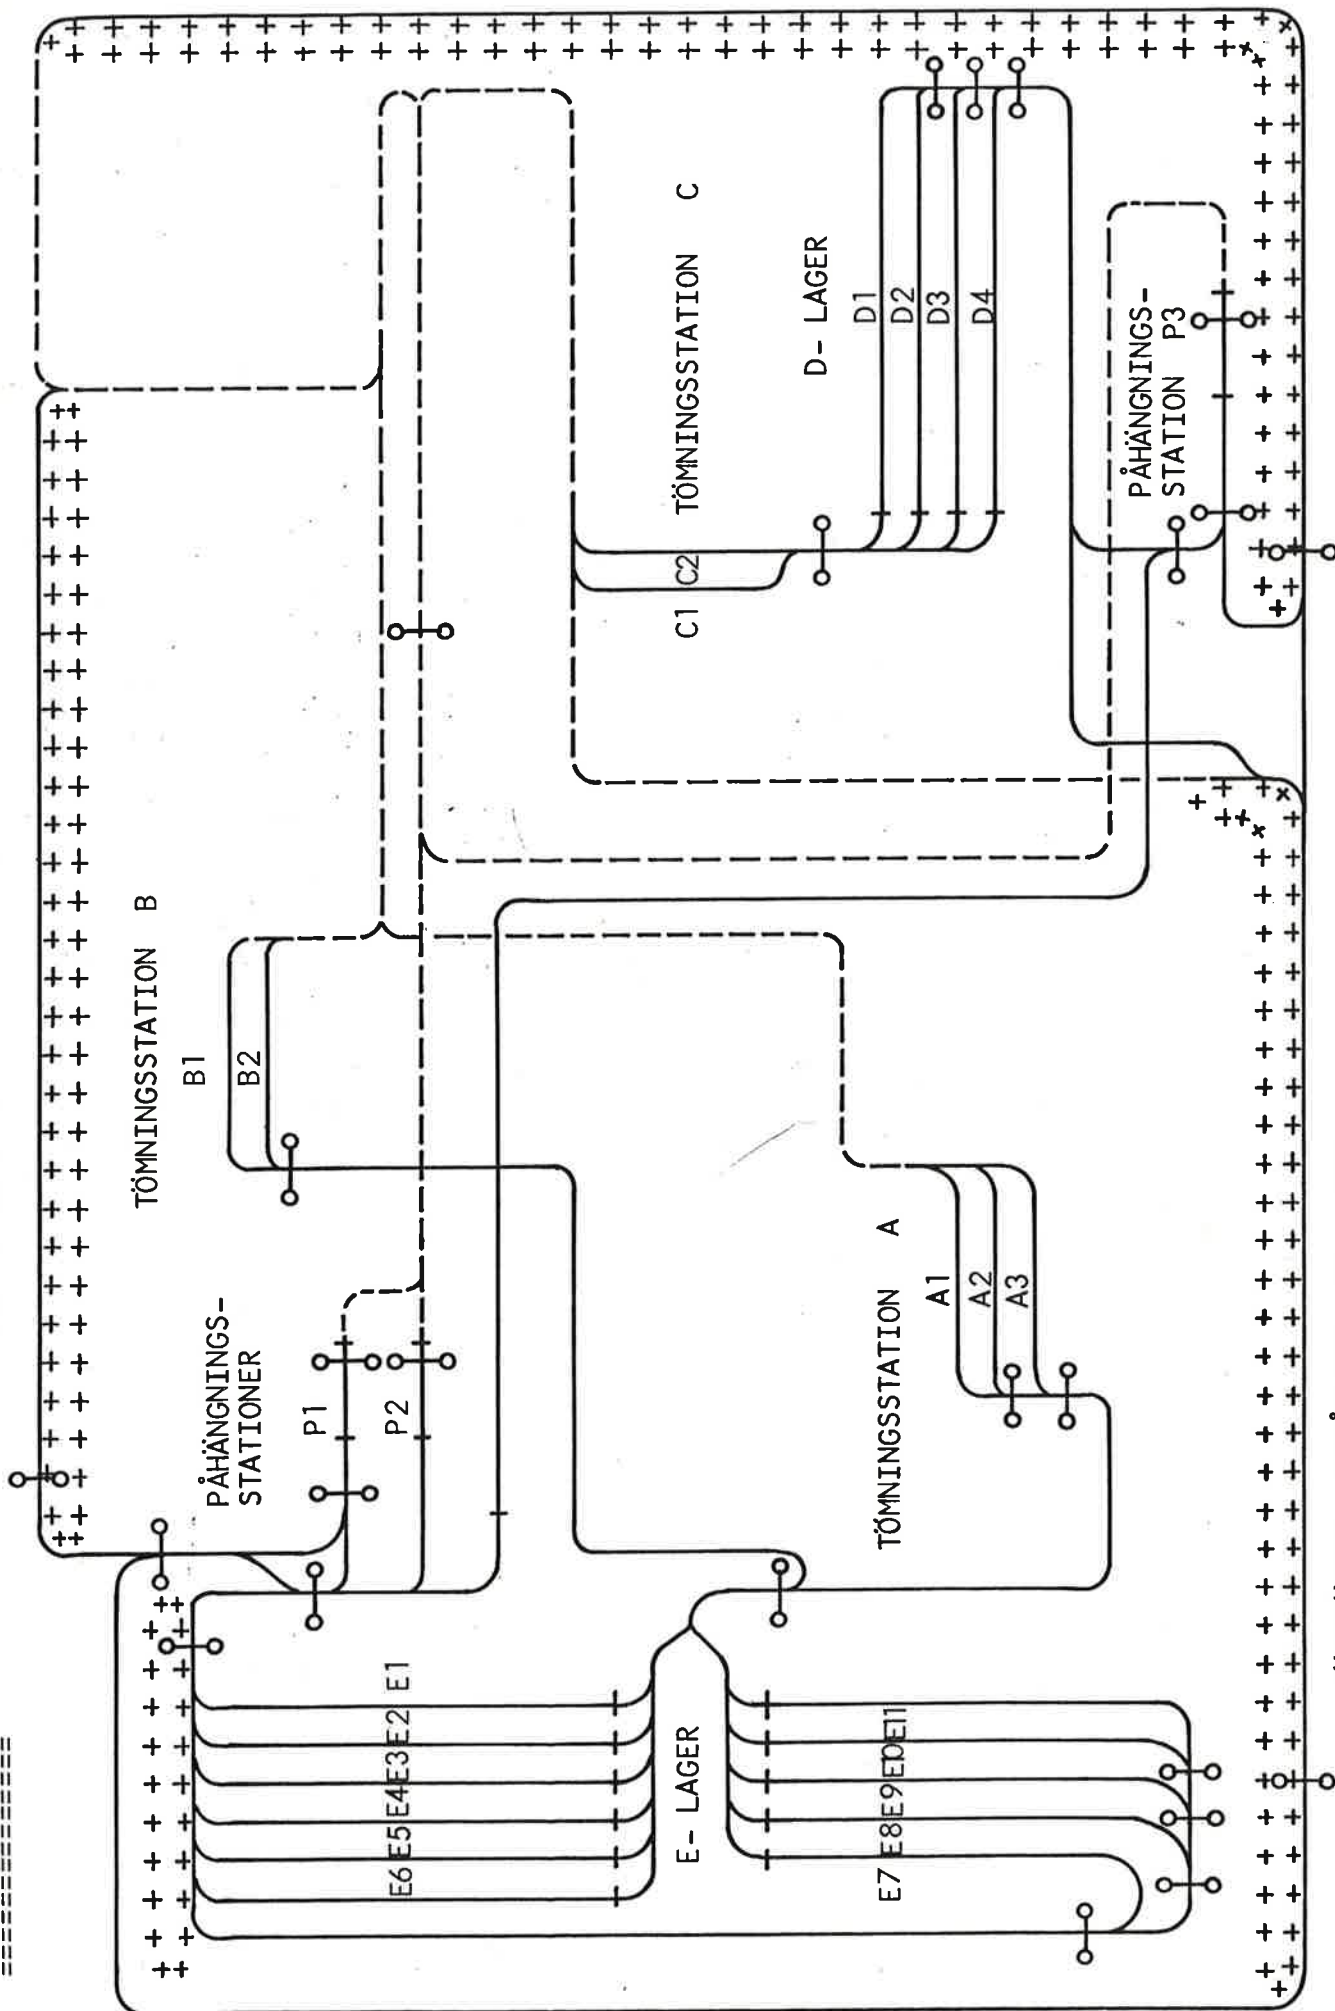 PÅHÄNGNINGS-
STATIONER
P1
P2
TÖMNINGSSTATION B
B1
B2
E1
E2
E3
E4
E5
E6
E- LAGER
E7
E8
E9
E10
E11
TÖMNINGSSTATION A
A1
A2
A3
C1
C2
TÖMNINGSSTATION C
D- LAGER
D1
D2
D3
D4
PÅHÄNGNINGS-
STATION P3